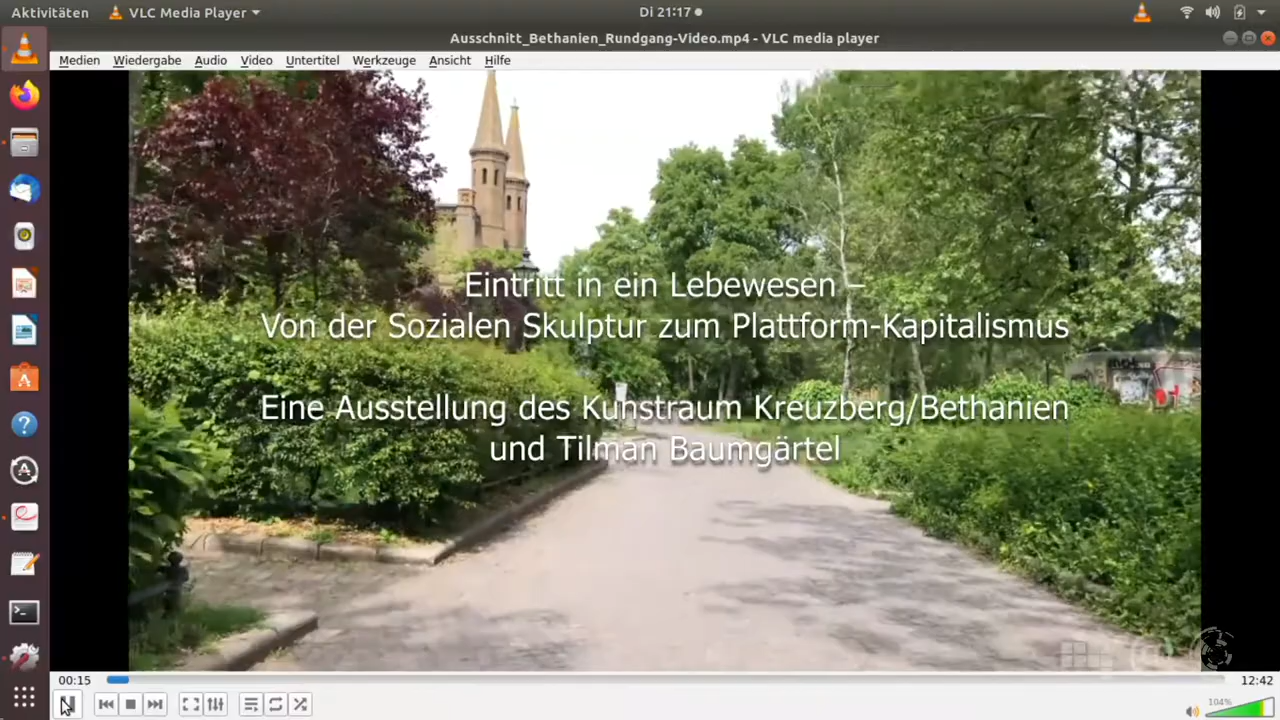 Aktivitäten
VLC Media Player
Di 21:17
Ausschnitt_Bethanien_Rundgang-Video.mp4 - VLC media player
Medien Wiedergabe Audio Video Untertitel Werkzeuge Ansicht Hilfe
Eintritt in ein Lebewesen –
Von der Sozialen Skulptur zum Plattform-Kapitalismus
Eine Ausstellung des Kunstraum Kreuzberg/Bethanien
und Tilman Baumgärtel
00:15
12:42
104%